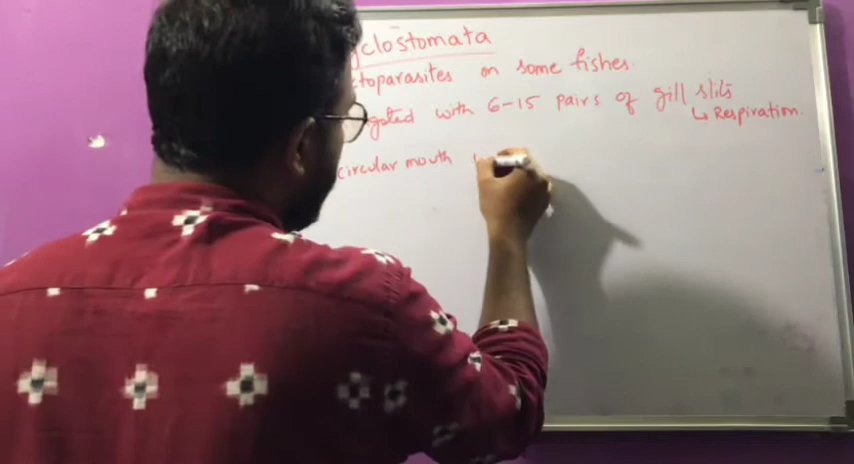 yclostomata
ctoparasites on some fishes.
gated with 6-15 pairs of gill slits
↳ Respiration.
circular mouth